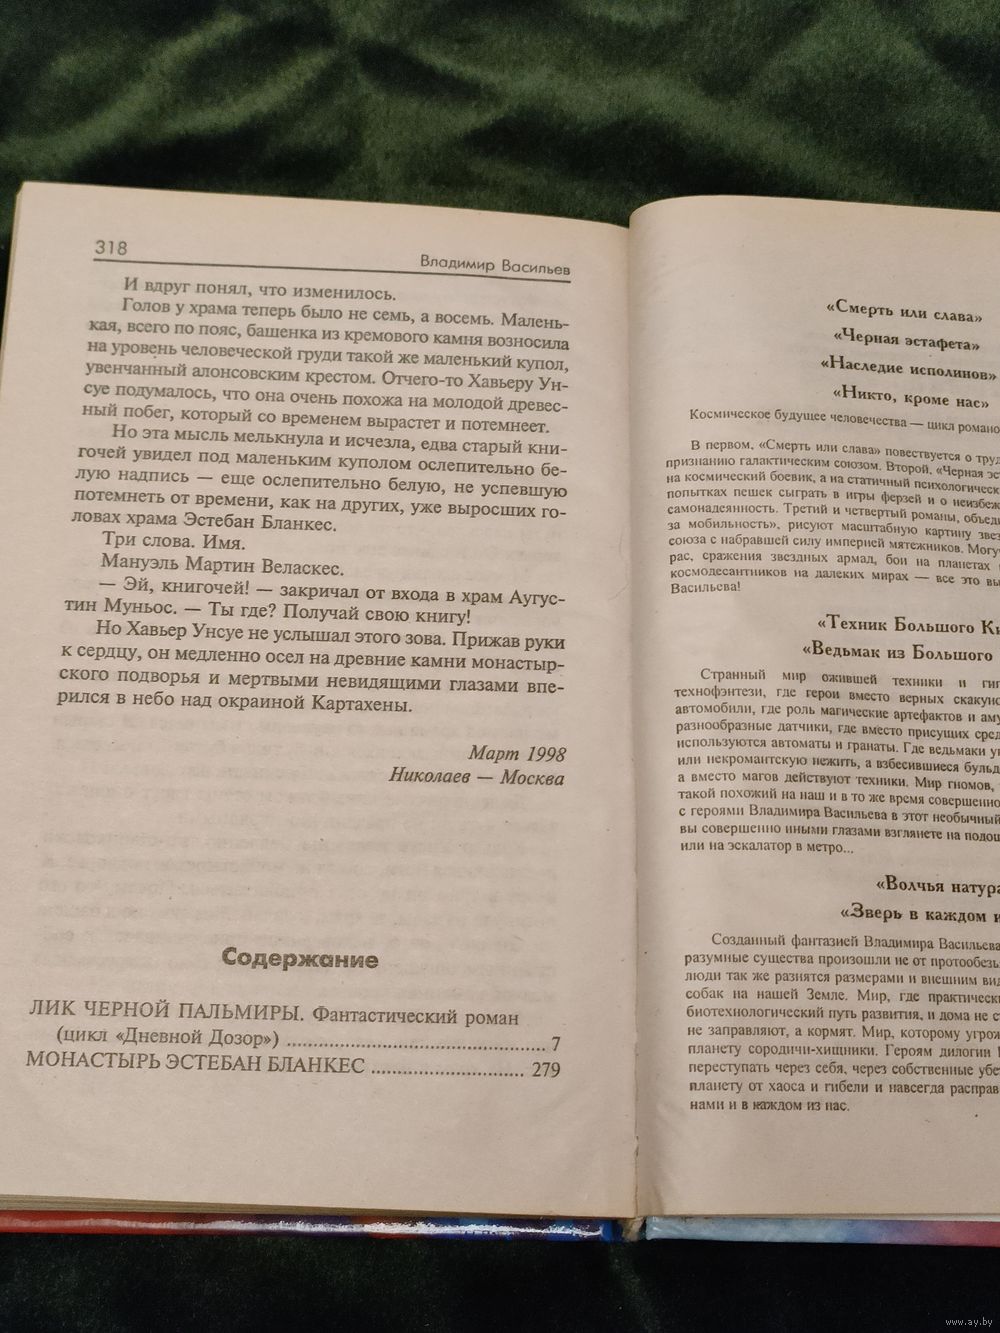 318
Владимир Васильев
И вдруг понял, что изменилось.
Голов у храма теперь было не семь, а восемь. Малень-
кая, всего по пояс, башенка из кремового камня возносила
на уровень человеческой груди такой же маленький купол,
увенчанный алонсовским крестом. Отчего-то Хавьеру Ун-
суе подумалось, что она очень похожа на молодой древес-
ный побег, который со временем вырастет и потемнеет.
Но эта мысль мелькнула и исчезла, едва старый кни-
гочей увидел под маленьким куполом ослепительно бе-
лую надпись — еще ослепительно белую, не успевшую
потемнеть от времени, как на других, уже выросших го-
ловах храма Эстебан Бланкес.
Три слова. Имя.
Мануэль Мартин Веласкес.
— Эй, книгочей! — закричал от входа в храм Аугус-
тин Муньос. — Ты где? Получай свою книгу!
Но Хавьер Унсуе не услышал этого зова. Прижав руки
к сердцу, он медленно осел на древние камни монастыр-
ского подворья и мертвыми невидящими глазами впе-
рился в небо над окраиной Картахены.
Март 1998
Николаев — Москва
Содержание
ЛИК ЧЕРНОЙ ПАЛЬМИРЫ. Фантастический роман
(цикл «Дневной Дозор») ............................................. 7
МОНАСТЫРЬ ЭСТЕБАН БЛАНКЕС ........................... 279
«Смерть или слава»
«Черная эстафета»
«Наследие исполинов»
«Никто, кроме нас»
Космическое будущее человечества — цикл романо
В первом, «Смерть или слава» повествуется о труд
признанию галактическим союзом. Второй, «Черная эс
на космический боевик, а на статичный психологическ
попытках пешек сыграть в игры ферзей и о неизбеж
самонадеянность. Третий и четвертый романы, объеди
за мобильность», рисуют масштабную картину звез
союза с набравшей силу империей мятежников. Могу
рас, сражения звездных армад, бои на планетах
космодесантников на далеких мирах — все это вы
Васильева!
«Техник Большого Ки
«Ведьмак из Большого
Странный мир ожившей техники и гиг
технофэнтези, где герои вместо верных скакуно
автомобили, где роль магические артефактов и аму
разнообразные датчики, где вместо присущих сред
используются автоматы и гранаты. Где ведьмаки у
или некромантскую нежить, а взбесившиеся бульд
а вместо магов действуют техники. Мир гномов,
такой похожий на наш и в то же время совершенно
с героями Владимира Васильева в этот необычный
вы совершенно иными глазами взглянете на подош
или на эскалатор в метро...
«Волчья натура
«Зверь в каждом и
Созданный фантазией Владимира Васильева
разумные существа произошли не от протообезь
люди так же разнятся размерами и внешним вид
собак на нашей Земле. Мир, где практическ
биотехнологический путь развития, и дома не с
не заправляют, а кормят. Мир, которому угрож
планету сородичи-хищники. Героям дилогии
переступать через себя, через собственные убе
планету от хаоса и гибели и навсегда расправ
нами и в каждом из нас.
www.ay.by